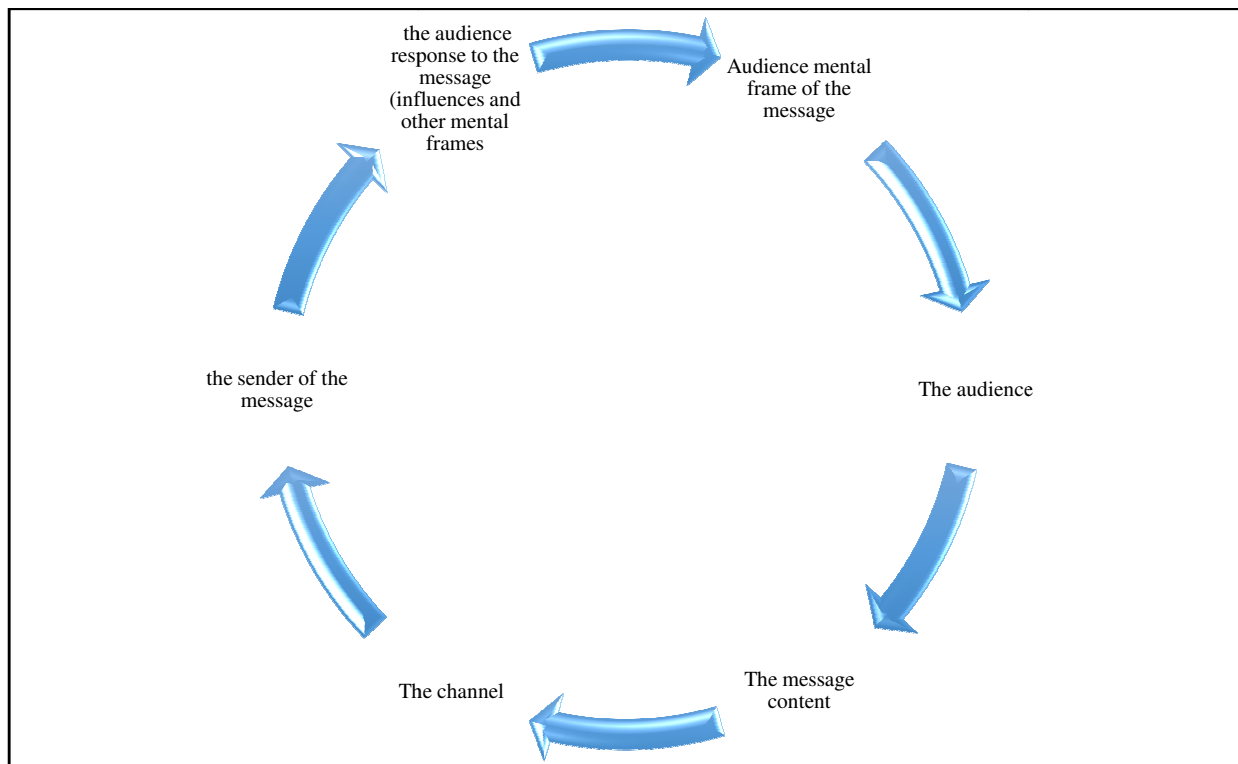 the audience
response to the
message
(influences and
other mental
frames
Audience mental
frame of the
message
The audience
The message
content
The channel
the sender of the
message